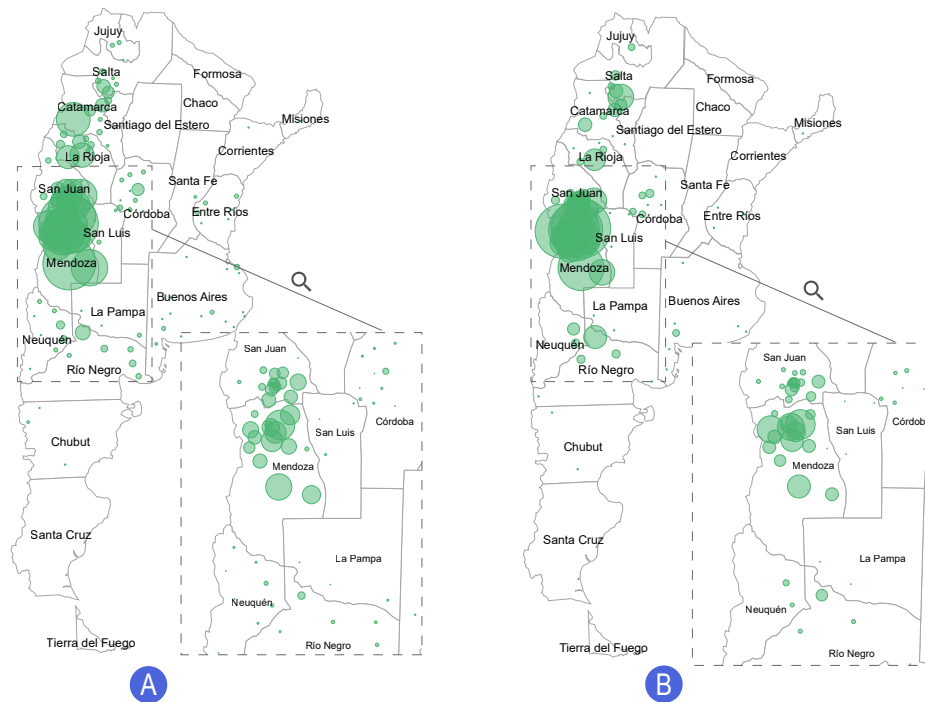 Jujuy
Salta
Formosa
Chaco
Catamarca
Santiago del Estero
Misiones
Corrientes
La Rioja
Santa Fe
San Juan
Córdoba
Entre Ríos
San Luis
Mendoza
Buenos Aires
La Pampa
Neuquén
Río Negro
Chubut
Santa Cruz
Tierra del Fuego
San Juan
Córdoba
San Luis
Mendoza
La Pampa
Neuquén
Río Negro
A
Jujuy
Salta
Formosa
Chaco
Catamarca
Santiago del Estero
Misiones
Corrientes
La Rioja
Santa Fe
San Juan
Córdoba
Entre Ríos
San Luis
Mendoza
Buenos Aires
La Pampa
Neuquén
Río Negro
Chubut
Santa Cruz
Tierra del Fuego
San Juan
Córdoba
San Luis
Mendoza
La Pampa
Neuquén
Río Negro
B